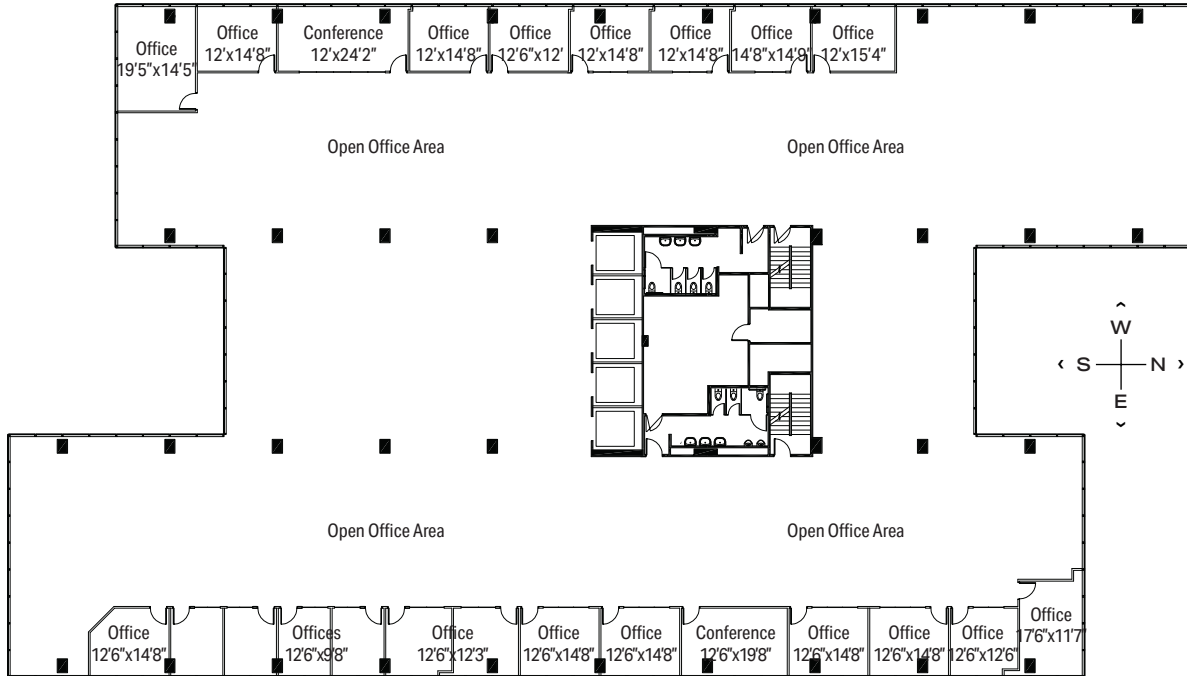 Office
19'5"x14'5"
Office
12'x14'8"
Conference
12'x24'2"
Office
12'x14'8"
Office
12'6"x12'
Office
12'x14'8"
Office
12'x14'8"
Office
14'8"x14'9"
Office
12'x15'4"
Open Office Area
Open Office Area
W
S
N
E
Open Office Area
Open Office Area
Office
12'6"x14'8"
Offices
12'6"x9'8"
Office
12'6"x12'3"
Office
12'6"x14'8"
Office
12'6"x14'8"
Conference
12'6"x19'8"
Office
12'6"x14'8"
Office
12'6"x14'8"
Office
12'6"x12'6"
Office
17'6"x11'7"